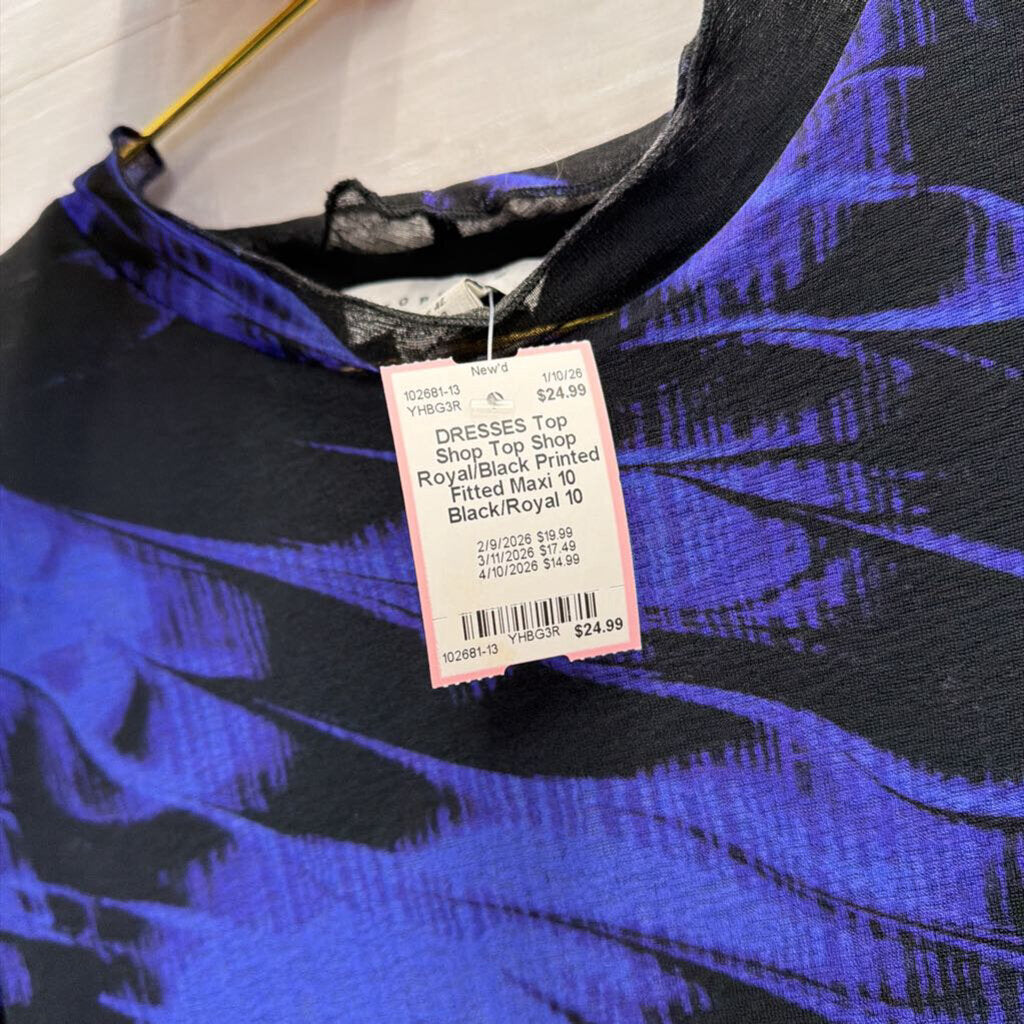 New'd
102681-13 1/10/26
YHBG3R $24.99
DRESSES Top
Shop Top Shop
Royal/Black Printed
Fitted Maxi 10
Black/Royal 10
2/9/2026 $19.99
3/11/2026 $17.49
4/10/2026 $14.99
YHBG3R $24.99
102681-13